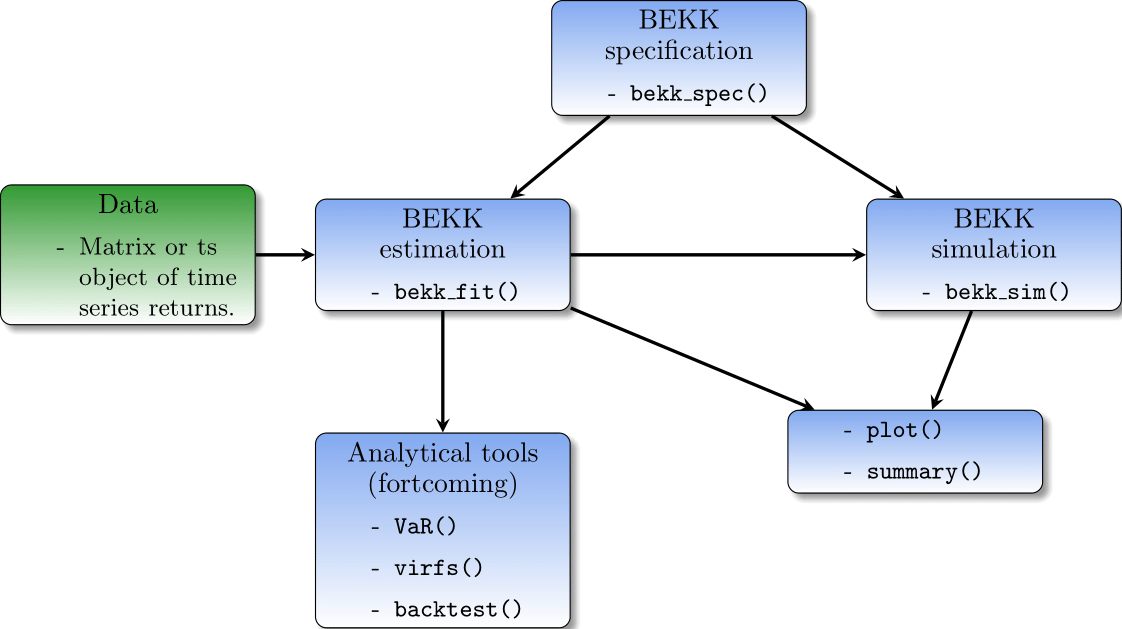 BEKK
specification
- bekk_spec()
Data
- Matrix or ts
object of time
series returns.
BEKK
estimation
- bekk_fit()
BEKK
simulation
- bekk_sim()
- plot()
- summary()
Analytical tools
(fortcoming)
- VaR()
- virfs()
- backtest()